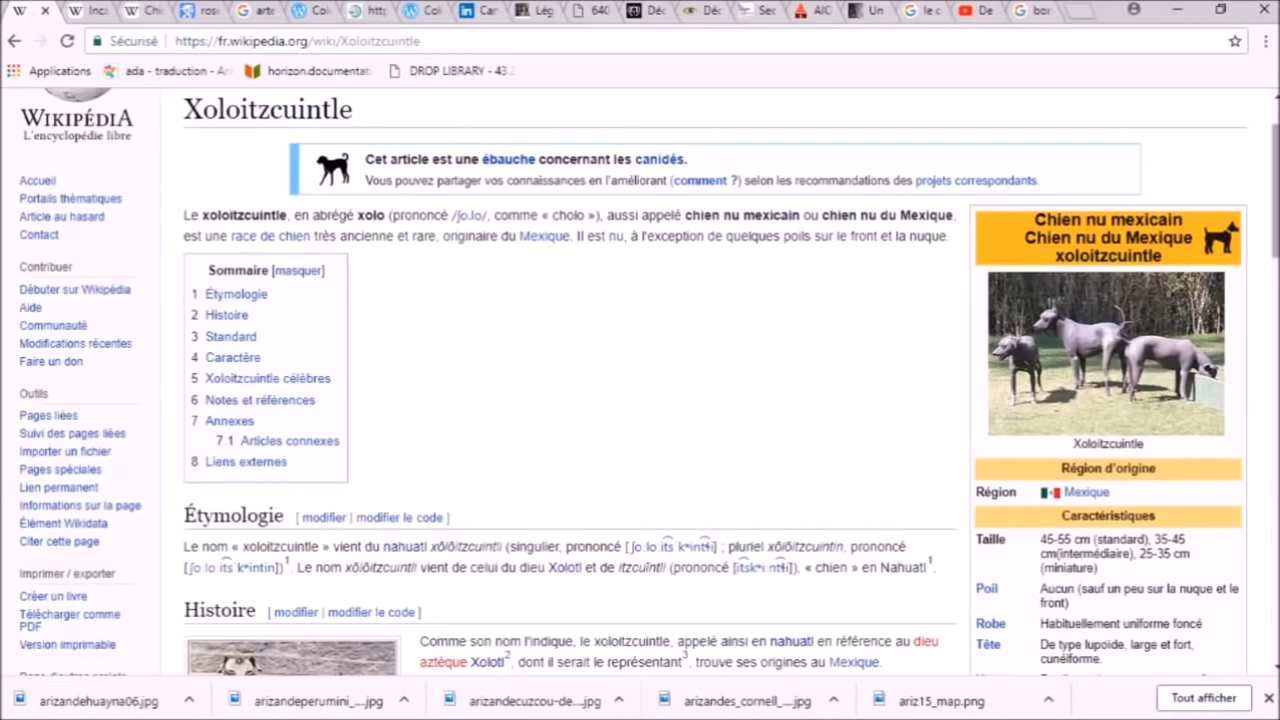 Sécurisé https://fr.wikipedia.org/wiki/Xoloitzcuintle
Applications ada - traduction - horizon.documentati DROP LIBRARY - 43
WIKIPÉDIA
L'encyclopédie libre
Accueil
Portails thématiques
Article au hasard
Contact
Contribuer
Débuter sur Wikipédia
Aide
Communauté
Modifications récentes
Faire un don
Outils
Pages liées
Suivi des pages liées
Importer un fichier
Pages spéciales
Lien permanent
Informations sur la page
Élément Wikidata
Citer cette page
Imprimer / exporter
Créer un livre
Télécharger comme
PDF
Version imprimable
Xoloitzcuintle
Cet article est une ébauche concernant les canidés.
Vous pouvez partager vos connaissances en l'améliorant (comment ?) selon les recommandations des projets correspondants.
Le xoloitzcuintle, en abrégé xolo (prononcé /ʃo.lo/, comme « cholo »), aussi appelé chien nu mexicain ou chien nu du Mexique,
est une race de chien très ancienne et rare, originaire du Mexique. Il est nu, à l'exception de quelques poils sur le front et la nuque.
Sommaire [masquer]
1 Étymologie
2 Histoire
3 Standard
4 Caractère
5 Xoloitzcuintle célèbres
6 Notes et références
7 Annexes
7.1 Articles connexes
8 Liens externes
Étymologie [ modifier | modifier le code ]
Le nom « xoloitzcuintle » vient du nahuatl xōlōitzcuintli (singulier, prononcé ; pluriel xōlōitzcuintin, prononcé
Le nom xōlōitzcuintli vient de celui du dieu Xolotl et de itzcuīntli (prononcé « chien » en Nahuatl1.
Histoire [ modifier | modifier le code ]
Comme son nom l'indique, le xoloitzcuintle, appelé ainsi en nahuatl en référence au dieu
aztèque Xolotl2, dont il serait le représentant3, trouve ses origines au Mexique.
Chien nu mexicain
Chien nu du Mexique
xoloitzcuintle
Xoloitzcuintle
Région d'origine
Région Mexique
Caractéristiques
Taille 45-55 cm (standard), 35-45
cm(intermédiaire), 25-35 cm
(miniature)
Poil Aucun (sauf un peu sur la nuque et le
front)
Robe Habituellement uniforme foncé
Tête De type lupoïde, large et fort,
cunéiforme.
arizandehuayna06.jpg arizandeperumini_...jpg arizandecuzcou-de...jpg arizandes_cornell_...jpg ariz15_map.png Tout afficher